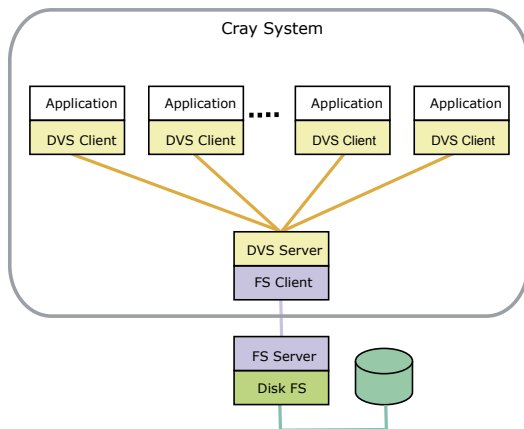 Cray System
Application Application Application Application
DVS Client DVS Client DVS Client DVS Client
DVS Server
FS Client
FS Server
Disk FS